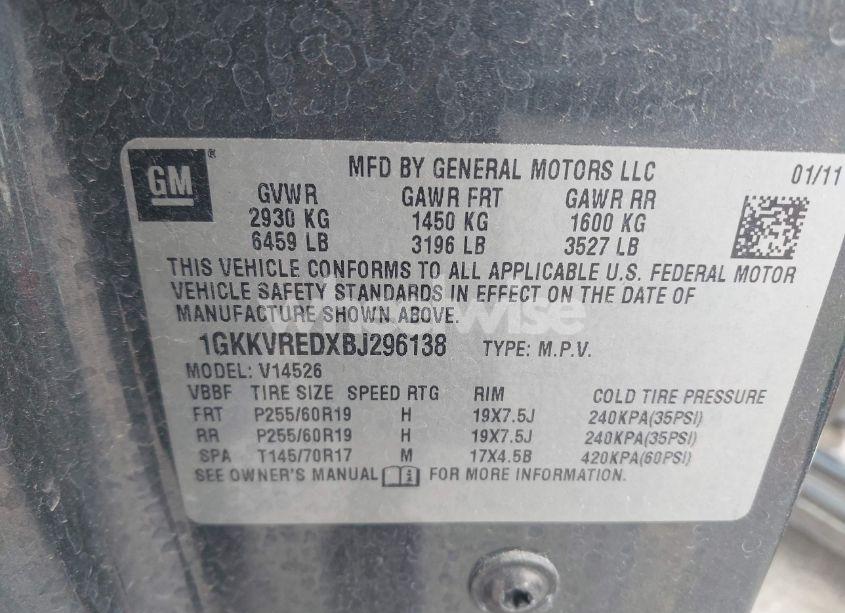 GM®
MFD BY GENERAL MOTORS LLC 01/11
GVWR GAWR FRT GAWR RR
2930 KG 1450 KG 1600 KG
6459 LB 3196 LB 3527 LB
THIS VEHICLE CONFORMS TO ALL APPLICABLE U.S. FEDERAL MOTOR
VEHICLE SAFETY STANDARDS IN EFFECT ON THE DATE OF
MANUFACTURE SHOWN ABOVE.
wheelwise
1GKKVREDXBJ296138 TYPE: M.P.V.
MODEL: V14526
VBBF TIRE SIZE SPEED RTG RIM COLD TIRE PRESSURE
FRT P255/60R19 H 19X7.5J 240KPA(35PSI)
RR P255/60R19 H 19X7.5J 240KPA(35PSI)
SPA T145/70R17 M 17X4.5B 420KPA(60PSI)
SEE OWNER'S MANUAL FOR MORE INFORMATION.